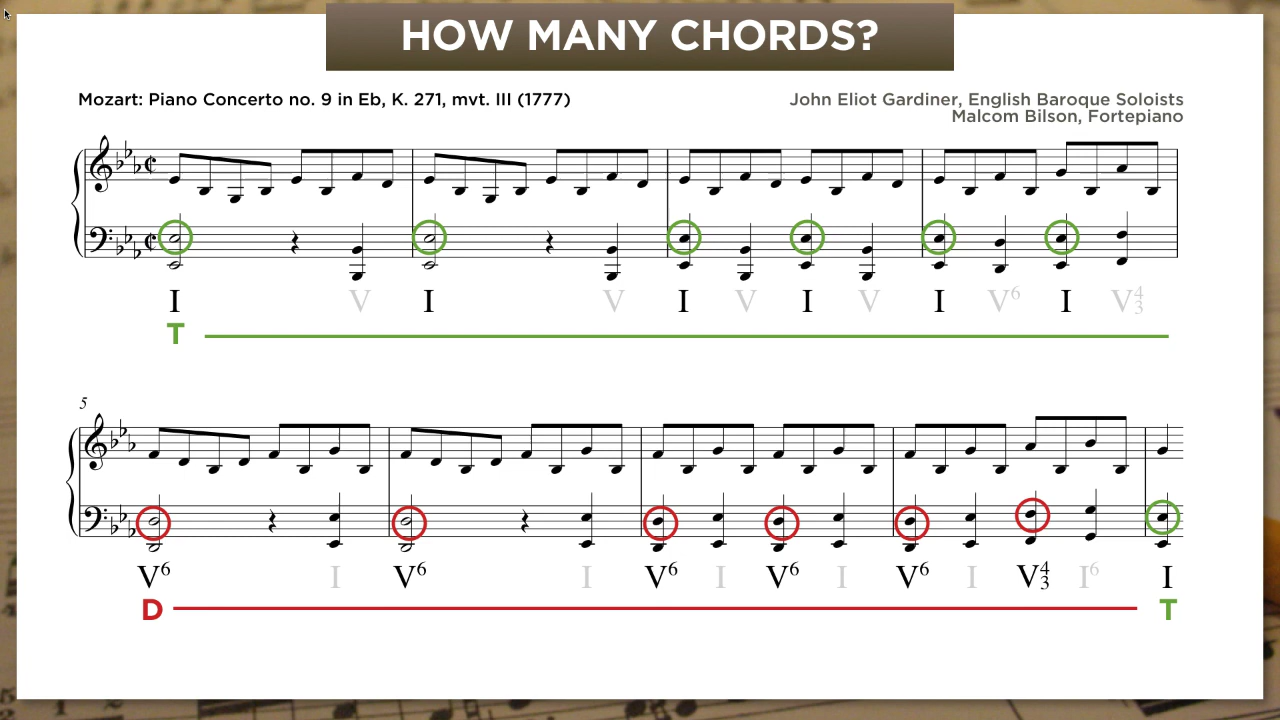 HOW MANY CHORDS?
Mozart: Piano Concerto no. 9 in Eb, K. 271, mvt. III (1777)
John Eliot Gardiner, English Baroque Soloists
Malcom Bilson, Fortepiano
I V I V I V I V I V6 I V4/3
T
5
V6 I V6 I V6 I V6 I V6 I V4/3 I6 I
D T